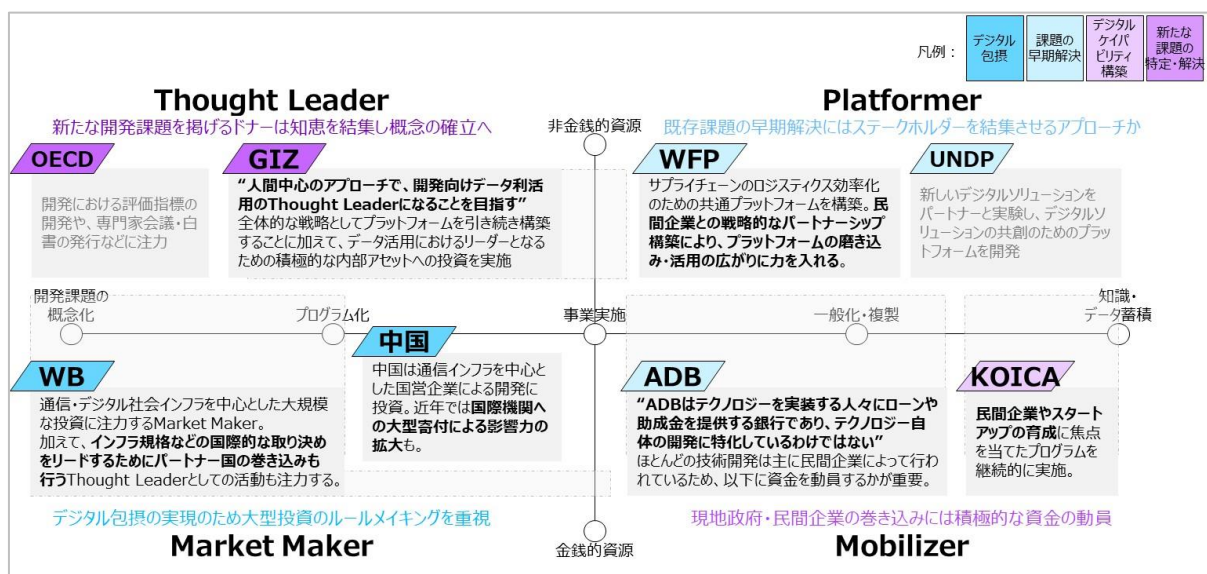 凡例：
デジタル
包摂
課題の
早期解決
デジタル
ケイパ
ビリティ
構築
新たな
課題の
特定・解決
Thought Leader
新たな開発課題を掲げるドナーは知恵を結集し概念の確立へ
非金銭的資源
Platformer
既存課題の早期解決にはステークホルダーを結集させるアプローチか
OECD
開発における評価指標の
開発や、専門家会議・白
書の発行などに注力
GIZ
“人間中心のアプローチで、開発向けデータ利活
用のThought Leaderになることを目指す”
全体的な戦略としてプラットフォームを引き続き構築
することに加えて、データ活用におけるリーダーとなる
ための積極的な内部アセットへの投資を実施
WFP
サプライチェーンのロジスティクス効率化
のための共通プラットフォームを構築。民
間企業との戦略的なパートナーシップ
構築により、プラットフォームの磨き込
み・活用の広がりに力を入れる。
UNDP
新しいデジタルソリューションを
パートナーと実験し、デジタルソ
リューションの共創のためのプラッ
トフォームを開発
開発課題の
概念化
プログラム化
事業実施
一般化・複製
知識・
データ蓄積
WB
通信・デジタル社会インフラを中心とした大規模
な投資に注力するMarket Maker。
加えて、インフラ規格などの国際的な取り決め
をリードするためにパートナー国の巻き込みも
行うThought Leaderとしての活動も注力する。
中国
中国は通信インフラを中心と
した国営企業による開発に
投資。近年では国際機関へ
の大型寄付による影響力の
拡大も。
ADB
“ADBはテクノロジーを実装する人々にローンや
助成金を提供する銀行であり、テクノロジー自
体の開発に特化しているわけではない”
ほとんどの技術開発は主に民間企業によって行わ
れているため、以下に資金を動員するかが重要。
KOICA
民間企業やスタート
アップの育成に焦点
を当てたプログラムを
継続的に実施。
デジタル包摂の実現のため大型投資のルールメイキングを重視
Market Maker
金銭的資源
現地政府・民間企業の巻き込みには積極的な資金の動員
Mobilizer